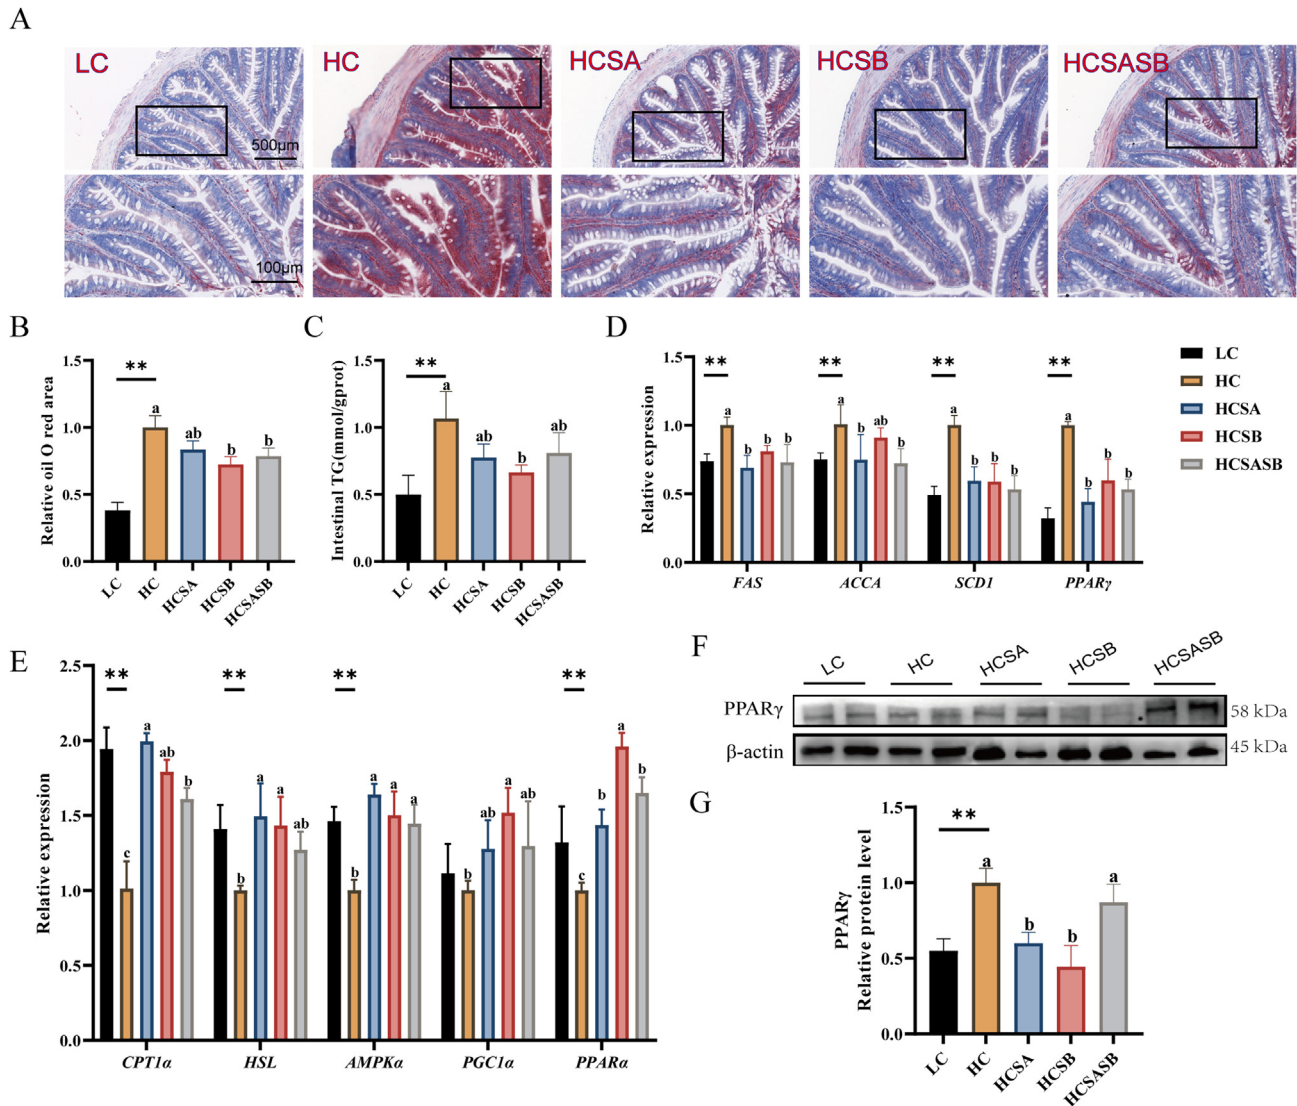 A
LC
HC
HCSA
HCSB
HCSASB
500μm
100μm
B
Relative oil O red area
1.5
1.0
0.5
0.0
**
a
ab
b
b
LC
HC
HCSA
HCSB
HCSASB
C
Intestinal TG(mmol/gprot)
1.5
1.0
0.5
0.0
**
a
ab
b
ab
LC
HC
HCSA
HCSB
HCSASB
D
Relative expression
1.5
1.0
0.5
0.0
** ** ** **
a b b b
a b ab b
a b b b
a b b b
FAS ACCA SCD1 PPARγ
LC
HC
HCSA
HCSB
HCSASB
E
Relative expression
2.5
2.0
1.5
1.0
0.5
0.0
** ** ** **
c a ab b
b a a ab
b a a a
b ab a ab
c b a b
CPT1α HSL AMPKα PGC1α PPARα
F
LC HC HCSA HCSB HCSASB
PPARγ 58 kDa
β-actin 45 kDa
G
PPARγ
Relative protein level
1.5
1.0
0.5
0.0
**
a
b
b
a
LC
HC
HCSA
HCSB
HCSASB